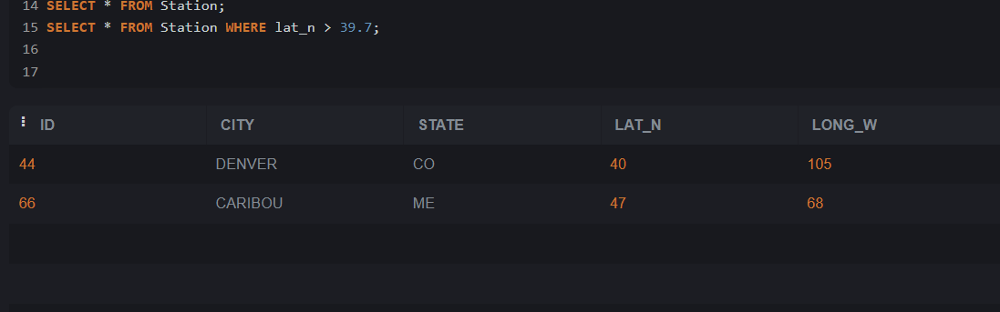 14 SELECT * FROM Station;
15 SELECT * FROM Station WHERE lat_n > 39.7;
16
17
ID CITY STATE LAT_N LONG_W
44 DENVER CO 40 105
66 CARIBOU ME 47 68